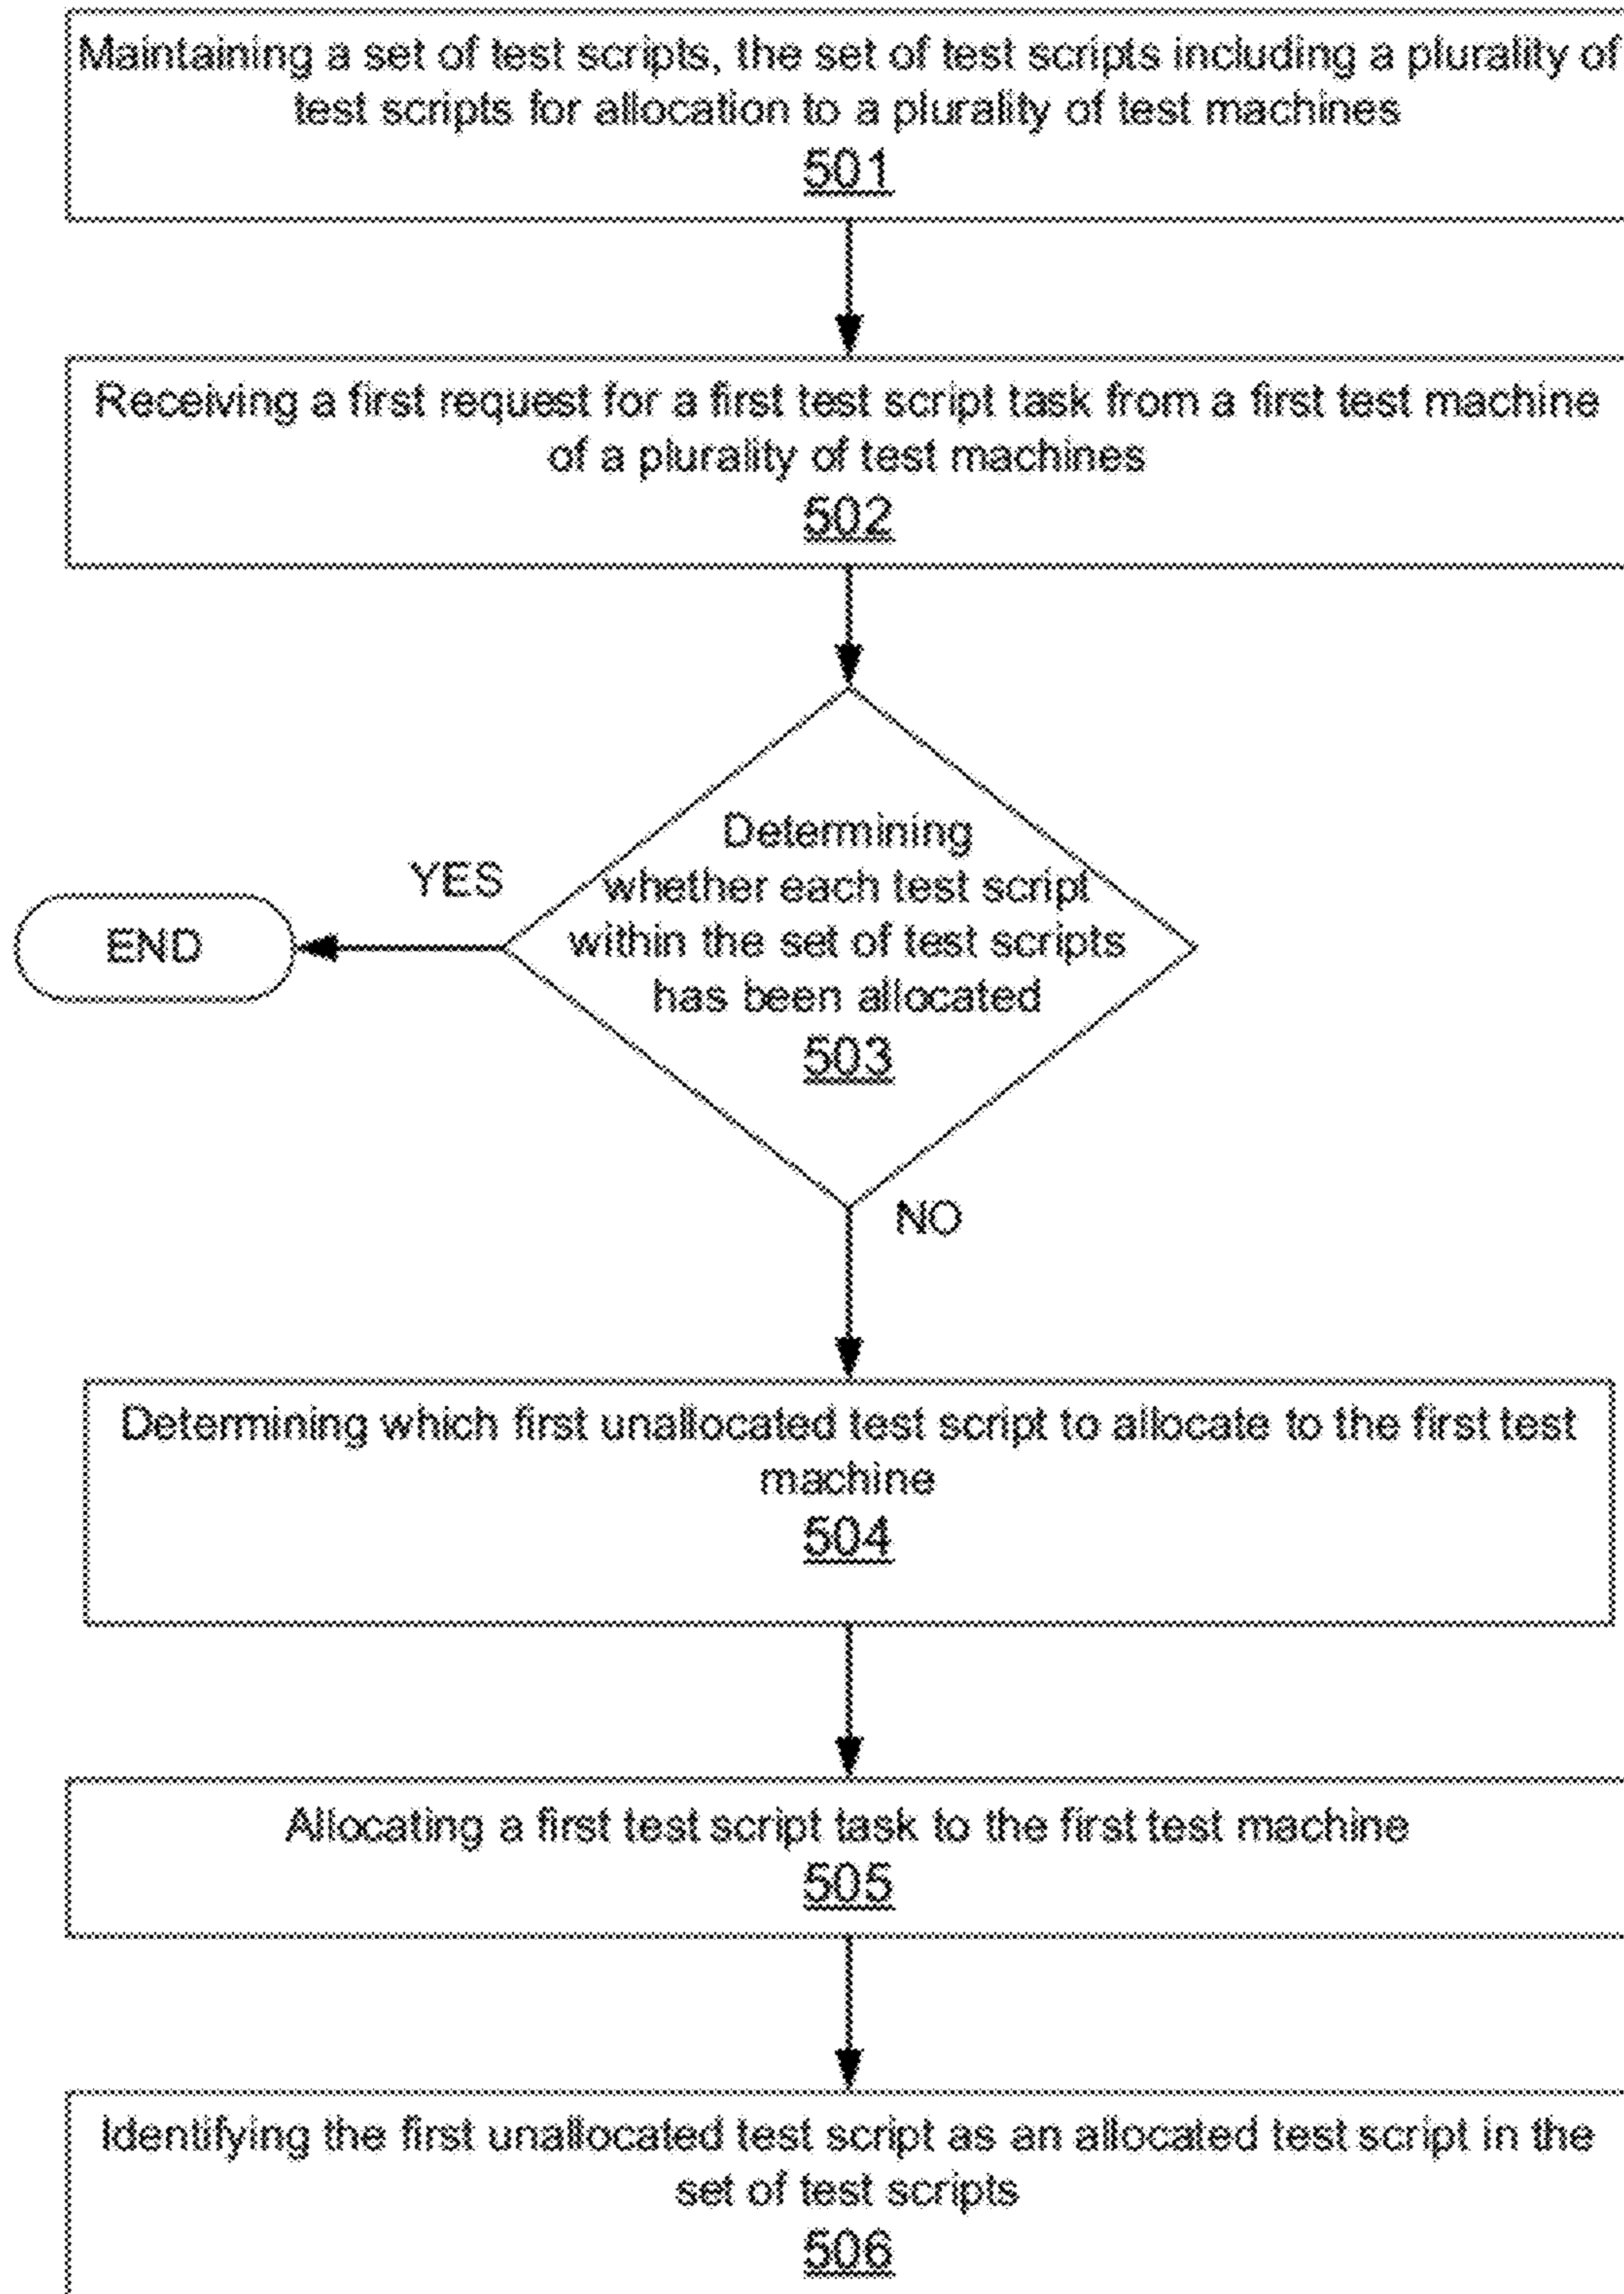 Maintaining a set of test scripts, the set of test scripts including a plurality of
test scripts for allocation to a plurality of test machines
501
Receiving a first request for a first test script task from a first test machine
of a plurality of test machines
502
Determining
whether each test script
within the set of test scripts
has been allocated
503
YES
END
NO
Determining which first unallocated test script to allocate to the first test
machine
504
Allocating a first test script task to the first test machine
505
Identifying the first unallocated test script as an allocated test script in the
set of test scripts
506